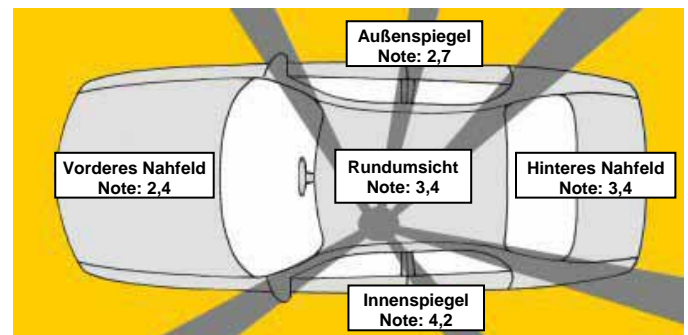 Außenspiegel
Note: 2,7
Vorderes Nahfeld
Note: 2,4
Rundumsicht
Note: 3,4
Hinteres Nahfeld
Note: 3,4
Innenspiegel
Note: 4,2